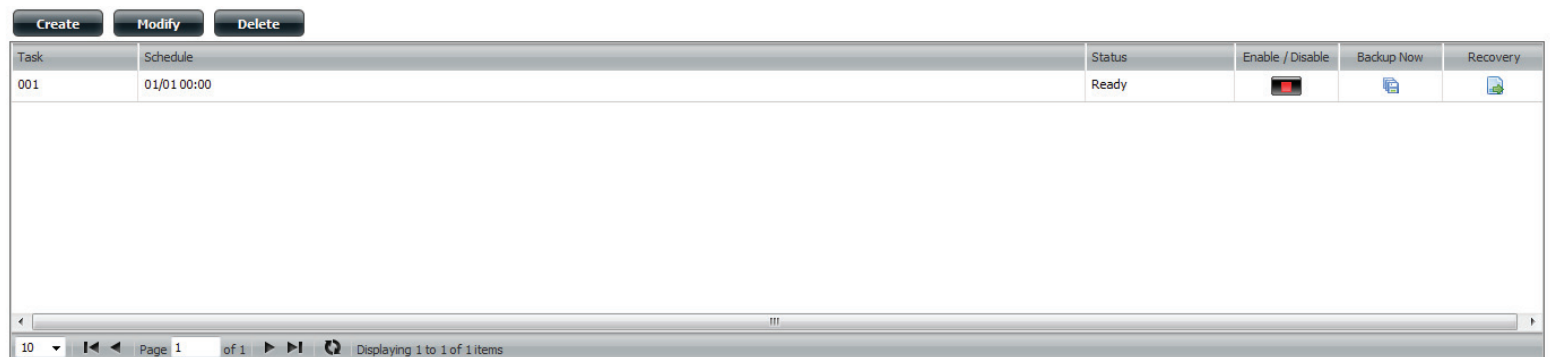 Create Modify Delete
Task Schedule Status Enable / Disable Backup Now Recovery
001 01/01 00:00 Ready
10 Page 1 of 1 Displaying 1 to 1 of 1 items